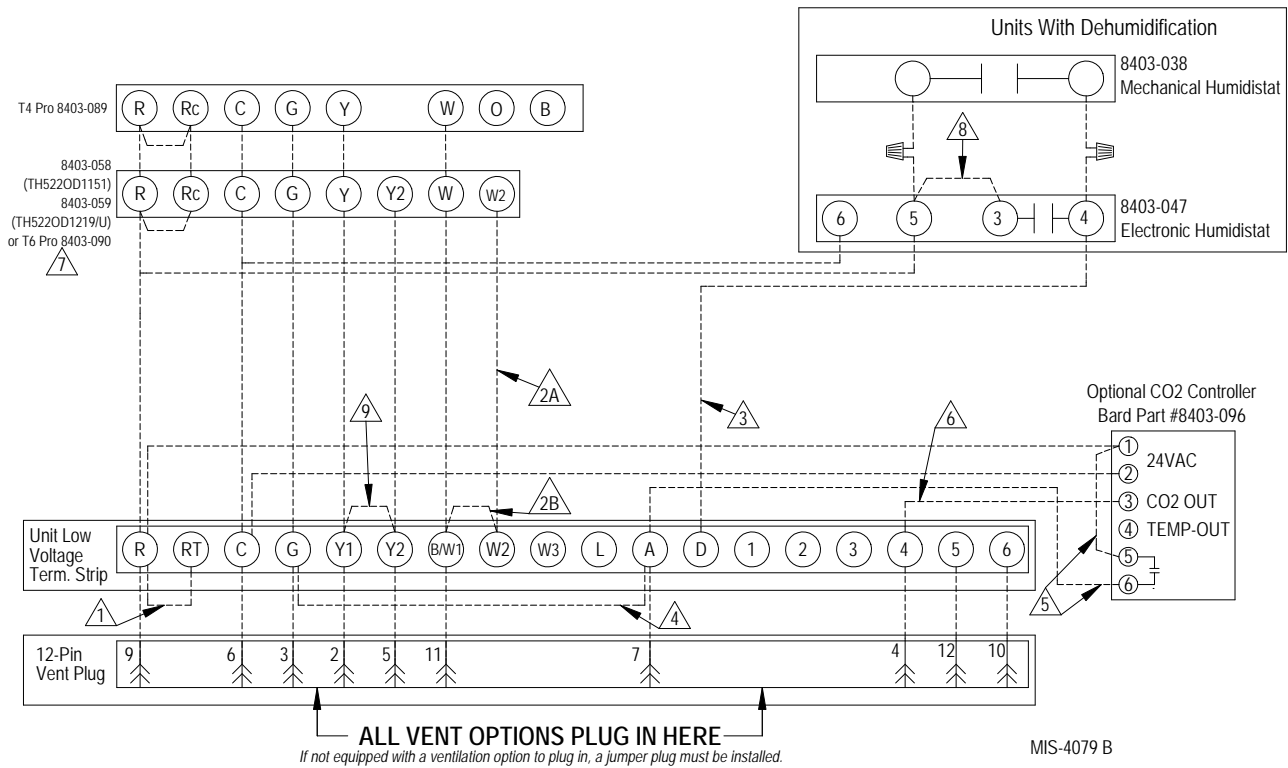 Units With Dehumidification
8403-038
Mechanical Humidistat
8
6 5 3 4
8403-047
Electronic Humidistat
T4 Pro 8403-089
R Rc C G Y W O B
8403-058
(TH522OD1151)
8403-059
(TH522OD1219/U)
or T6 Pro 8403-090
7
R Rc C G Y Y2 W W2
2A
3
9
6
2B
Optional CO2 Controller
Bard Part #8403-096
1
24VAC
2
3 CO2 OUT
4 TEMP-OUT
5
6
5
Unit Low
Voltage
Term. Strip
R RT C G Y1 Y2 B/W1 W2 W3 L A D 1 2 3 4 5 6
1
4
12-Pin
Vent Plug
9 6 3 2 5 11 7 4 12 10
ALL VENT OPTIONS PLUG IN HERE
If not equipped with a ventilation option to plug in, a jumper plug must be installed.
MIS-4079 B